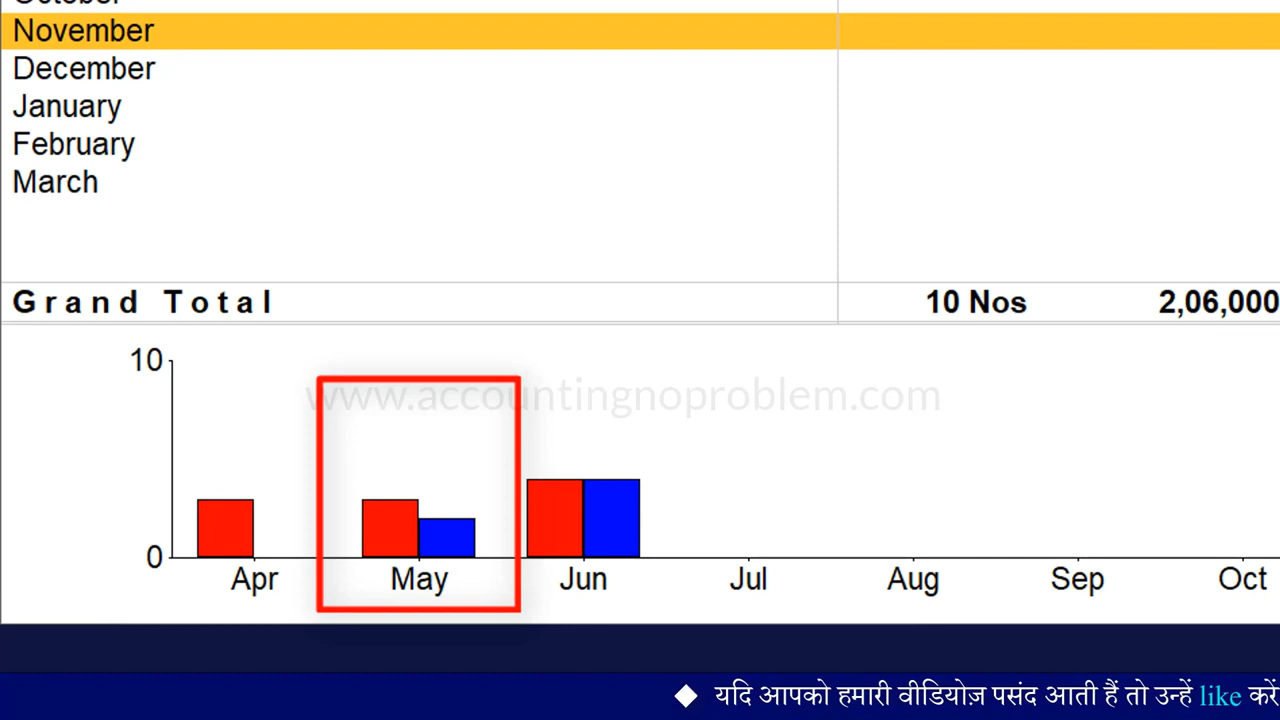 October
November
December
January
February
March
Grand Total 10 Nos 2,06,000
10
www.accountingnoproblem.com
0
Apr May Jun Jul Aug Sep Oct
◆ यदि आपको हमारी वीडियोज़ पसंद आती हैं तो उन्हें like करें